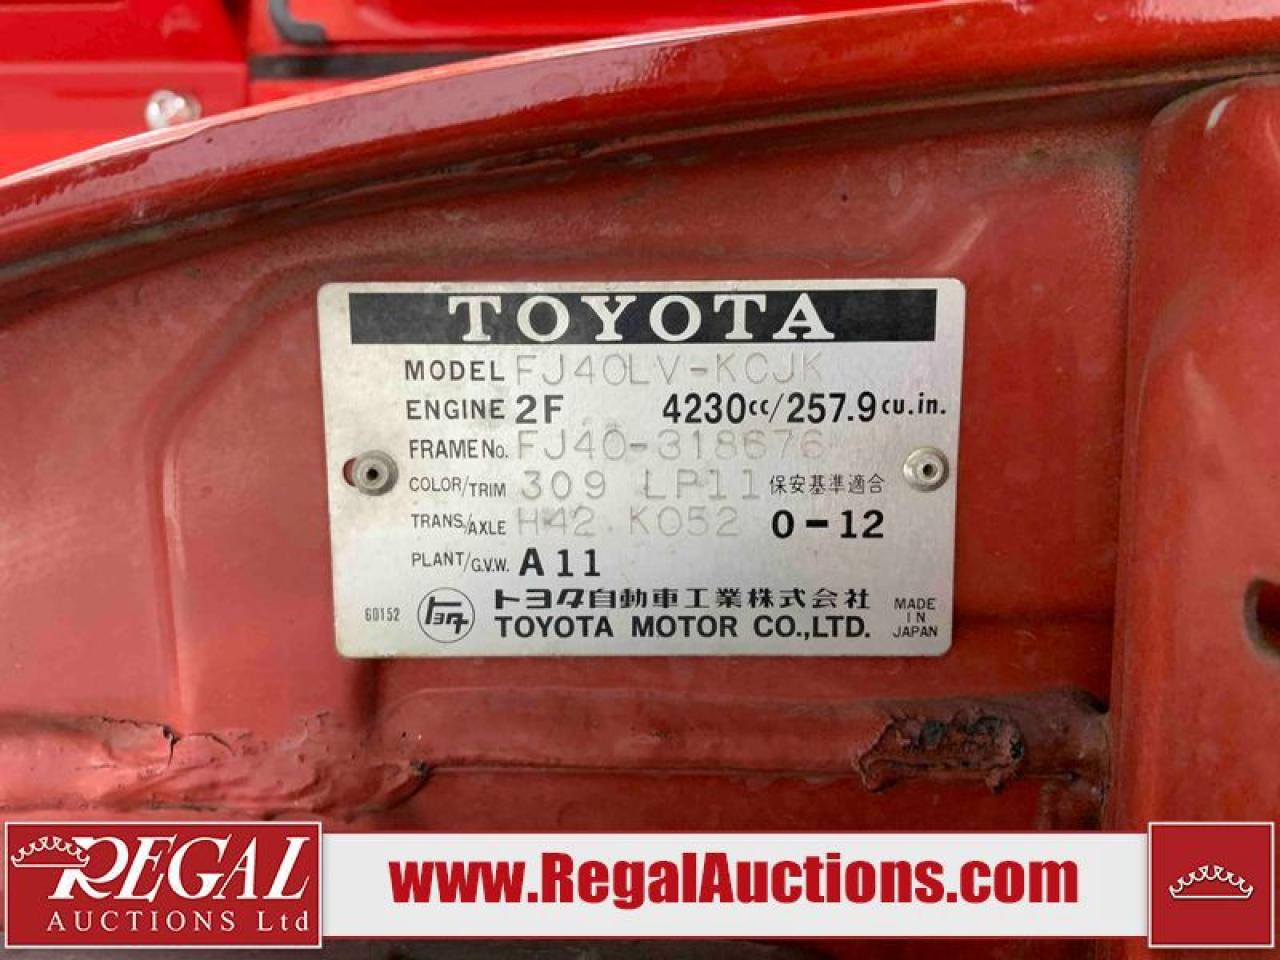 TOYOTA
MODEL FJ40LV-KCJK
ENGINE 2F 4230cc/257.9cu.in.
FRAME No. FJ40-318676
COLOR/TRIM 309 LP11 保安基準適合
TRANS/AXLE H42 K052 0-12
PLANT/G.V.W. A11
60152 トヨタ トヨタ自動車工業株式会社
TOYOTA MOTOR CO.,LTD.
MADE
IN
JAPAN
REGAL
AUCTIONS Ltd
www.RegalAuctions.com